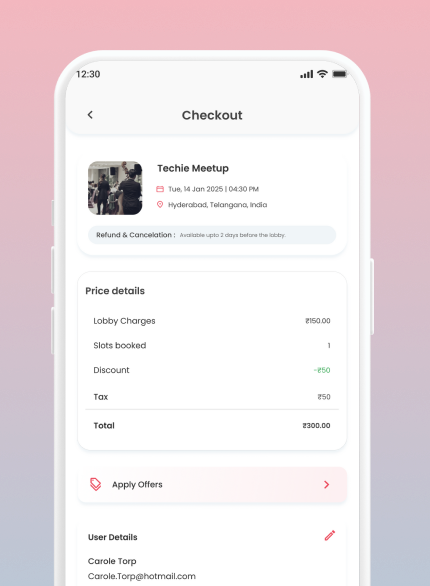 12:30
Checkout
Techie Meetup
Tue, 14 Jan 2025 | 04:30 PM
Hyderabad, Telangana, India
Refund & Cancelation : Available upto 2 days before the lobby.
Price details
Lobby Charges ₹150.00
Slots booked 1
Discount -₹50
Tax ₹50
Total ₹300.00
Apply Offers
User Details
Carole Torp
Carole.Torp@hotmail.com